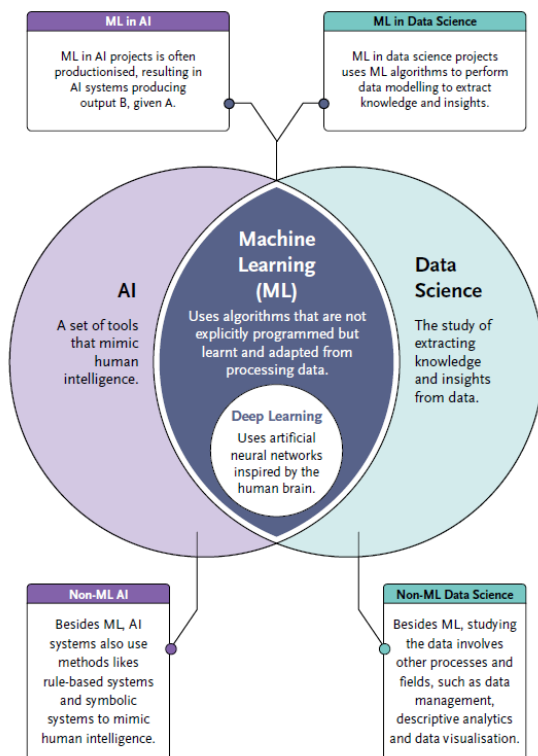 ML in AI
ML in AI projects is often
productionised, resulting in
AI systems producing
output B, given A.
ML in Data Science
ML in data science projects
uses ML algorithms to perform
data modelling to extract
knowledge and insights.
AI
A set of tools
that mimic
human
intelligence.
Machine
Learning
(ML)
Uses algorithms that are not
explicitly programmed but
learnt and adapted from
processing data.
Deep Learning
Uses artificial
neural networks
inspired by the
human brain.
Data
Science
The study of
extracting
knowledge
and insights
from data.
Non-ML AI
Besides ML, AI
systems also use
methods likes
rule-based systems
and symbolic
systems to mimic
human intelligence.
Non-ML Data Science
Besides ML, studying
the data involves
other processes and
fields, such as data
management,
descriptive analytics
and data visualisation.